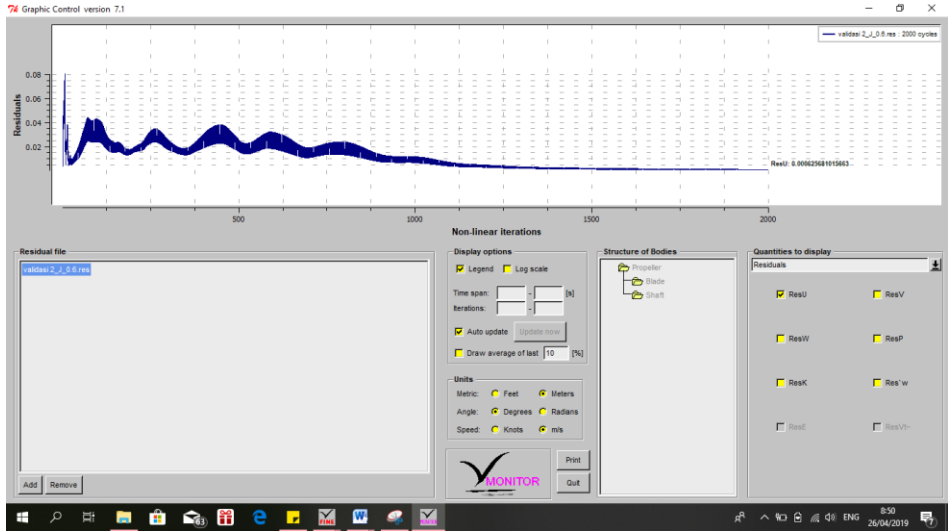 Graphic Control version 7.1
validasi 2_J_0.6.res : 2000 cycles
Residuals
0.08
0.06
0.04
0.02
ResU: 0.000625681015663
500
1000
1500
2000
Non-linear iterations
Residual file
validasi 2_J_0.6.res
Add
Remove
Display options
Legend
Log scale
Time span:
-
[s]
Iterations:
-
Auto update
Update now
Draw average of last
10
[%]
Units
Metric:
Feet
Meters
Angle:
Degrees
Radians
Speed:
Knots
m/s
MONITOR
Print
Quit
Structure of Bodies
Propeller
Blade
Shaft
Quantities to display
Residuals
ResU
ResV
ResW
ResP
ResK
Res`w
ResE
ResVt~
63
FINE
ENG
8:50
26/04/2019